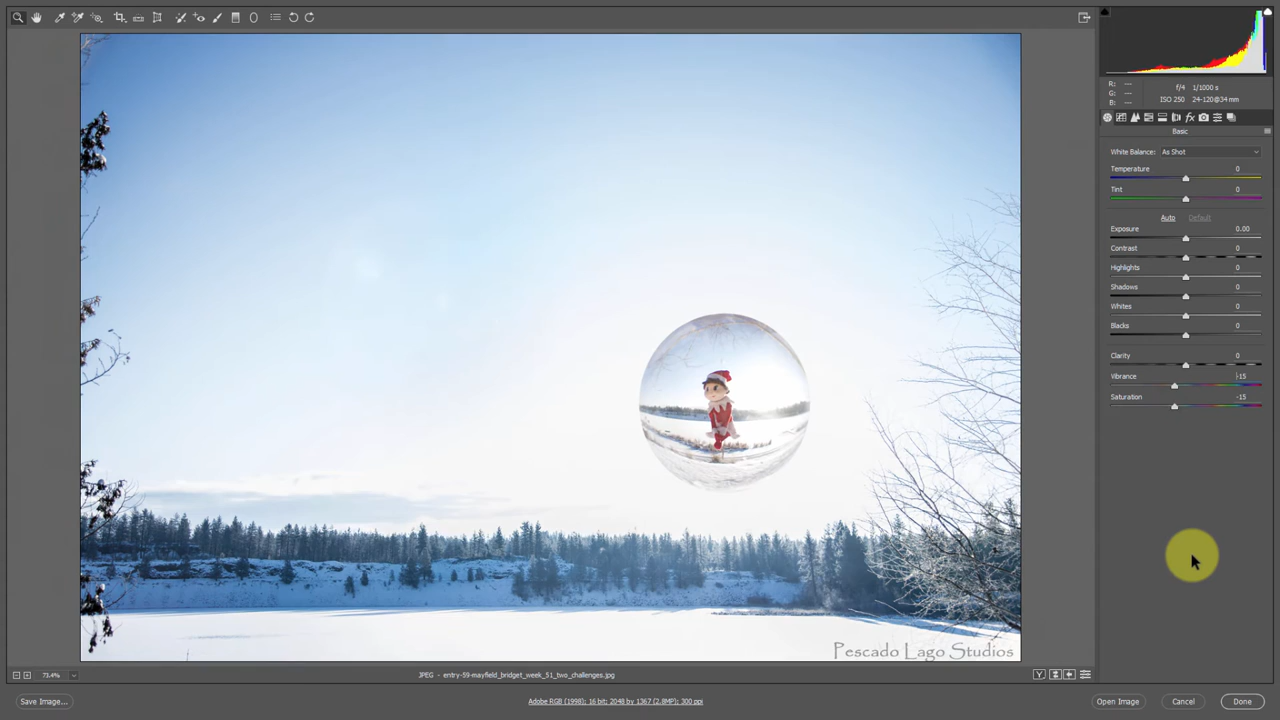 R: ---
G: ---
B: ---
f/4 1/1000 s
ISO 250 24-120@34 mm
fx
Basic
White Balance: As Shot
Temperature 0
Tint 0
Auto Default
Exposure 0.00
Contrast 0
Highlights 0
Shadows 0
Whites 0
Blacks 0
Clarity 0
Vibrance -15
Saturation -15
Pescado Lago Studios
73.4%
JPEG - entry-59-mayfield_bridget_week_51_two_challenges.jpg
Y
Save Image...
Adobe RGB (1998); 16 bit; 2048 by 1367 (2.8MP); 300 ppi
Open Image
Cancel
Done